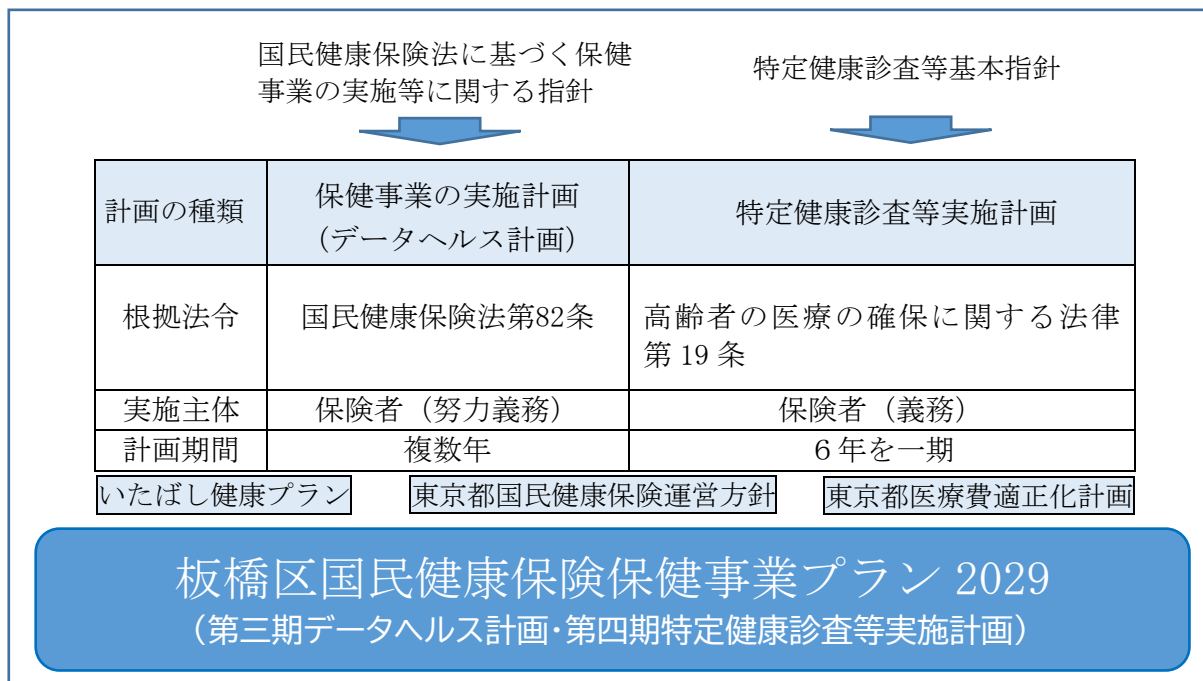 国民健康保険法に基づく保健
事業の実施等に関する指針
特定健康診査等基本指針
計画の種類
保健事業の実施計画
（データヘルス計画）
特定健康診査等実施計画
根拠法令
国民健康保険法第82条
高齢者の医療の確保に関する法律
第 19 条
実施主体
保険者（努力義務）
保険者（義務）
計画期間
複数年
６年を一期
いたばし健康プラン
東京都国民健康保険運営方針
東京都医療費適正化計画
板橋区国民健康保険保健事業プラン 2029
（第三期データヘルス計画・第四期特定健康診査等実施計画）